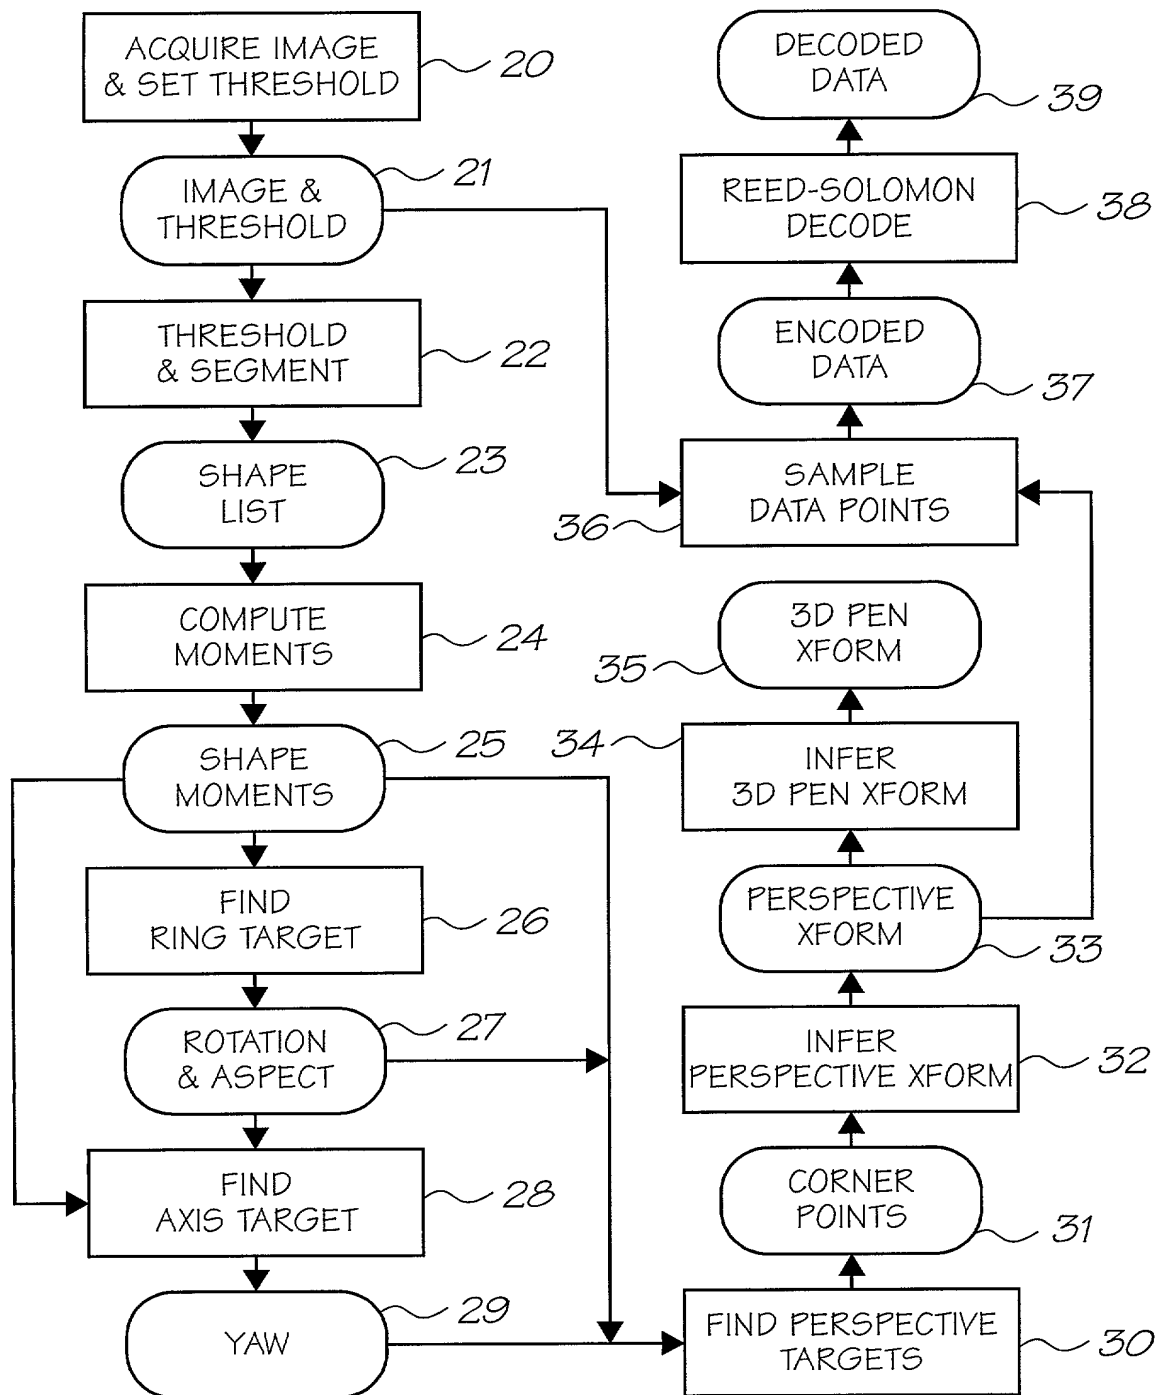 ACQUIRE IMAGE
& SET THRESHOLD
20
IMAGE &
THRESHOLD
21
THRESHOLD
& SEGMENT
22
SHAPE
LIST
23
COMPUTE
MOMENTS
24
SHAPE
MOMENTS
25
FIND
RING TARGET
26
ROTATION
& ASPECT
27
FIND
AXIS TARGET
28
YAW
29
DECODED
DATA
39
REED-SOLOMON
DECODE
38
ENCODED
DATA
37
SAMPLE
DATA POINTS
36
3D PEN
XFORM
35
INFER
3D PEN XFORM
34
PERSPECTIVE
XFORM
33
INFER
PERSPECTIVE XFORM
32
CORNER
POINTS
31
FIND PERSPECTIVE
TARGETS
30